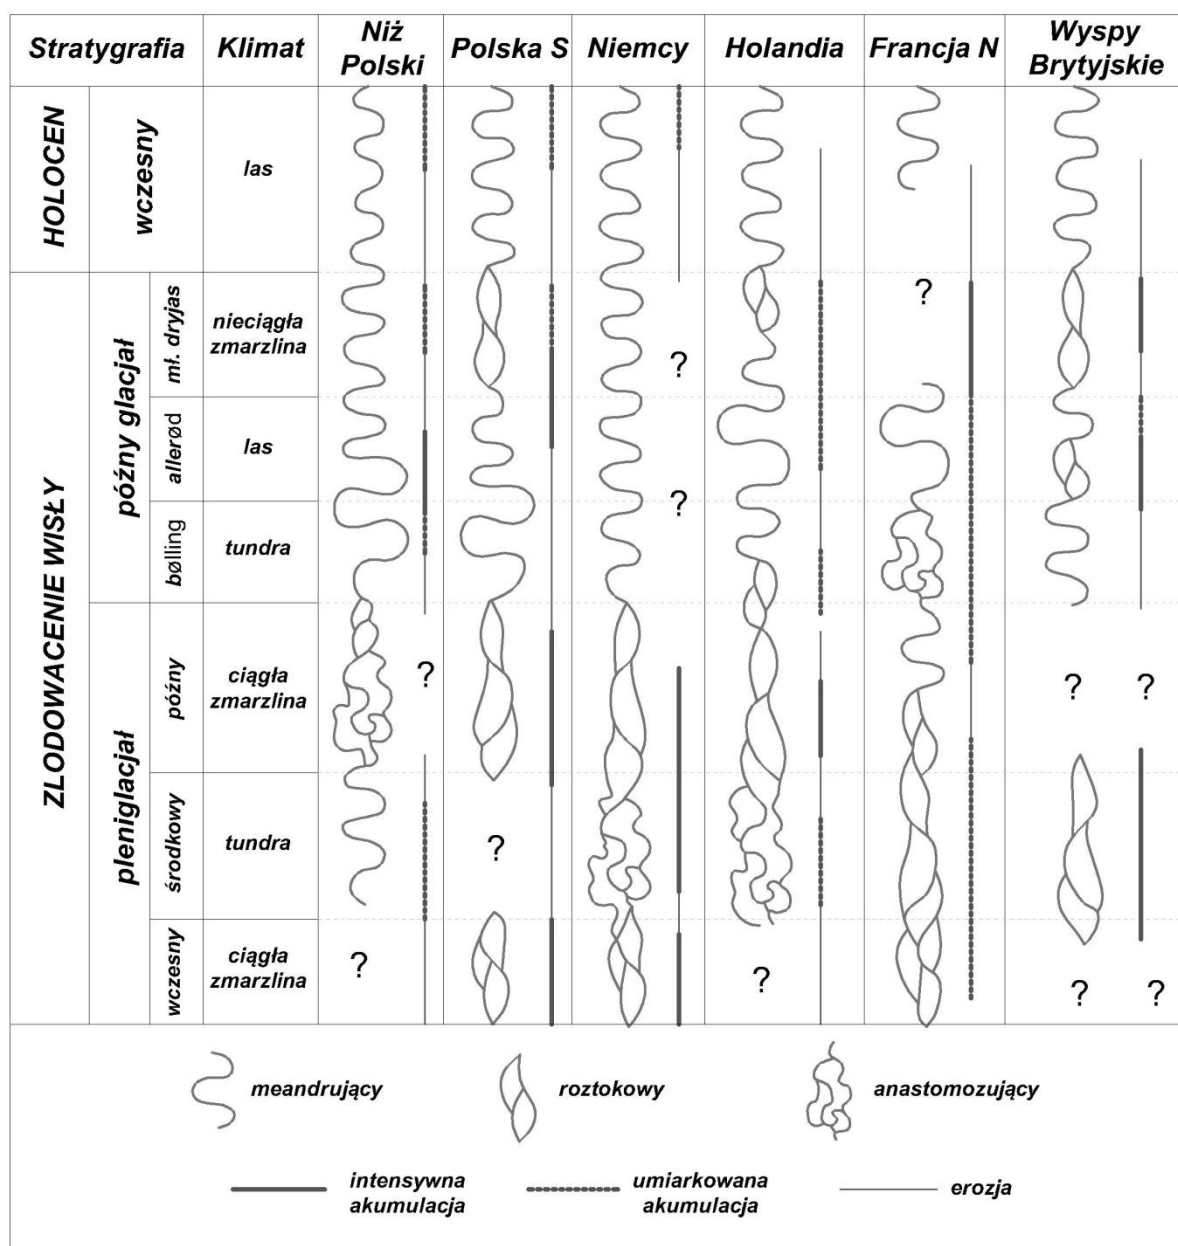 Stratygrafia
Klimat
Niż
Polski
Polska S
Niemcy
Holandia
Francja N
Wyspy
Brytyjskie
HOLOCEN
wczesny
las
ZLODOWACENIE WISŁY
późny glacjał
mł. dryjas
nieciągła
zmarzlina
?
?
allerød
las
?
bølling
tundra
pleniglacjał
późny
ciągła
zmarzlina
?
?
?
środkowy
tundra
?
wczesny
ciągła
zmarzlina
?
?
?
?
meandrujący
roztokowy
anastomozujący
intensywna
akumulacja
umiarkowana
akumulacja
erozja